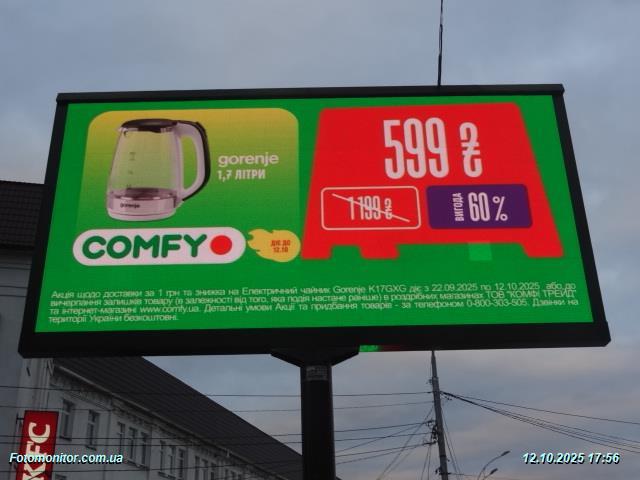 gorenje
1,7 ЛІТРИ
gorenje
COMFY
ДІЄ ДО
12.10
599 ₴
1 199 ₴
ВИГОДА
60%
Акція щодо доставки за 1 грн та знижка на Електричний чайник Gorenje K17GXG діє з 22.09.2025 по 12.10.2025 або до
вичерпання залишків товару (в залежності від того, яка подія настане раніше) в роздрібних магазинах ТОВ "КОМФІ ТРЕЙД"
та інтернет-магазині www.comfy.ua. Детальні умови Акції та придбання товарів - за телефоном 0-800-303-505. Дзвінки на
території України безкоштовні.
KFC
Fotomonitor.com.ua
12.10.2025 17:56